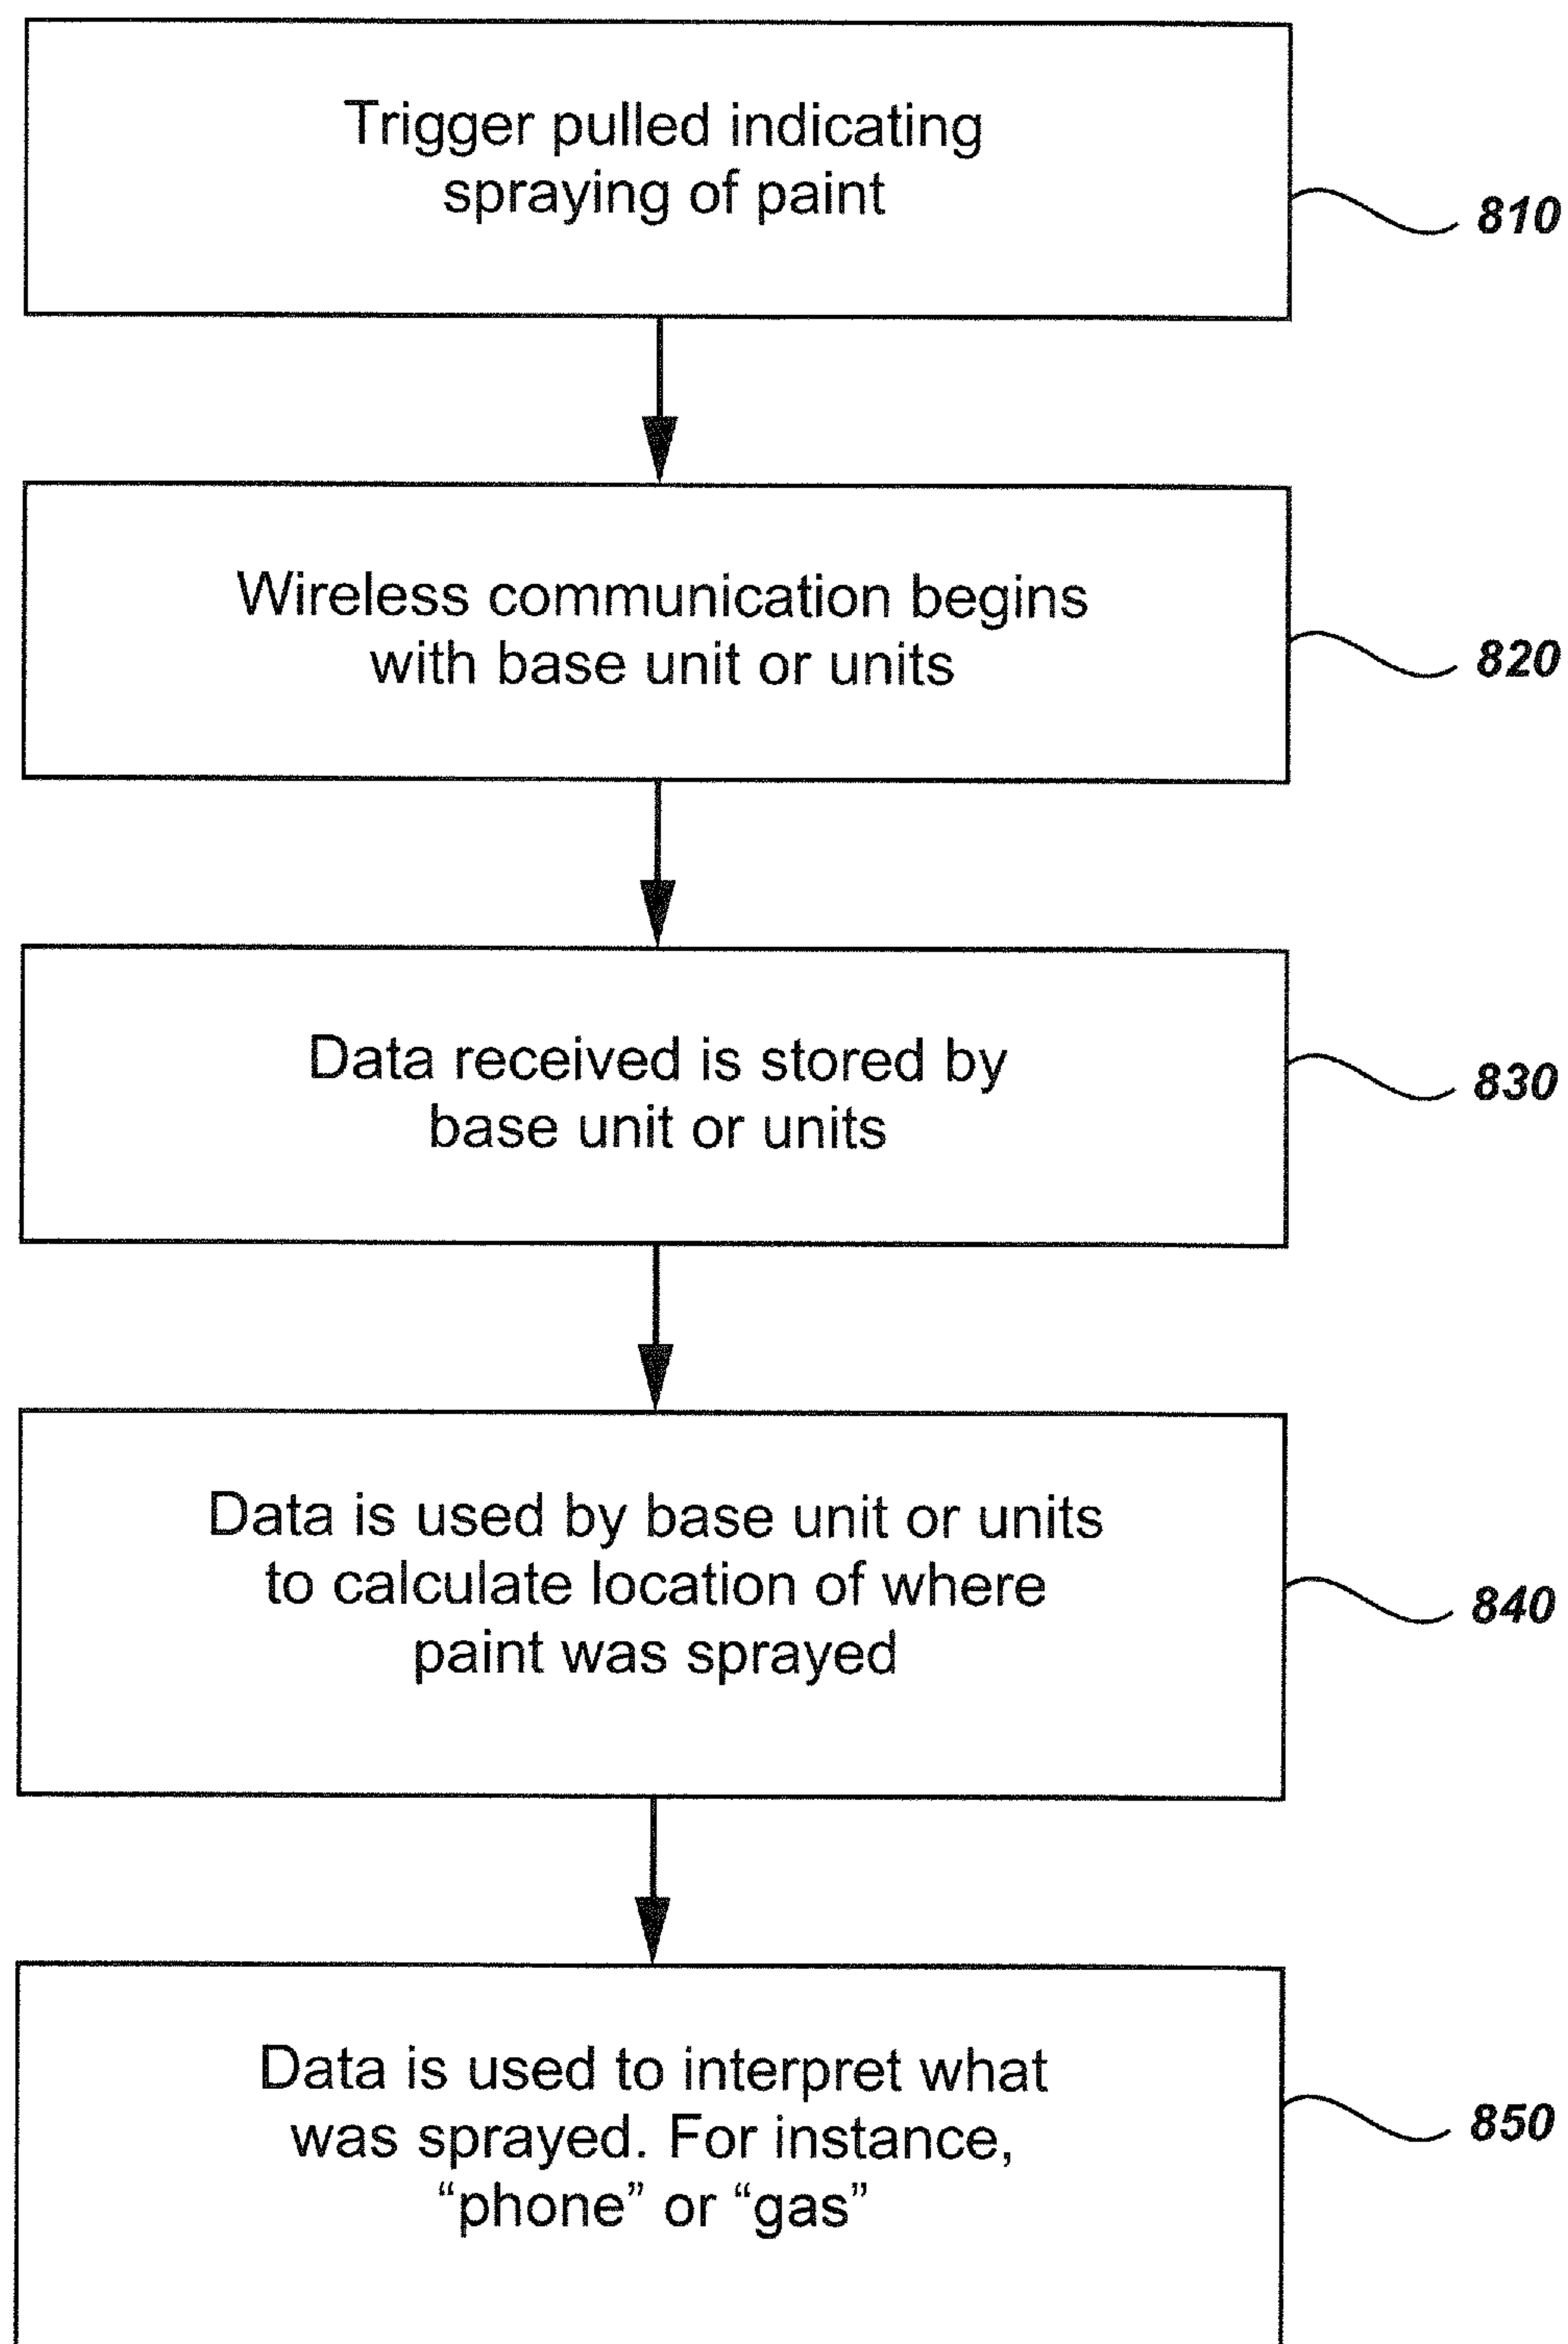 Trigger pulled indicating
spraying of paint
810
Wireless communication begins
with base unit or units
820
Data received is stored by
base unit or units
830
Data is used by base unit or units
to calculate location of where
paint was sprayed
840
Data is used to interpret what
was sprayed. For instance,
“phone” or “gas”
850